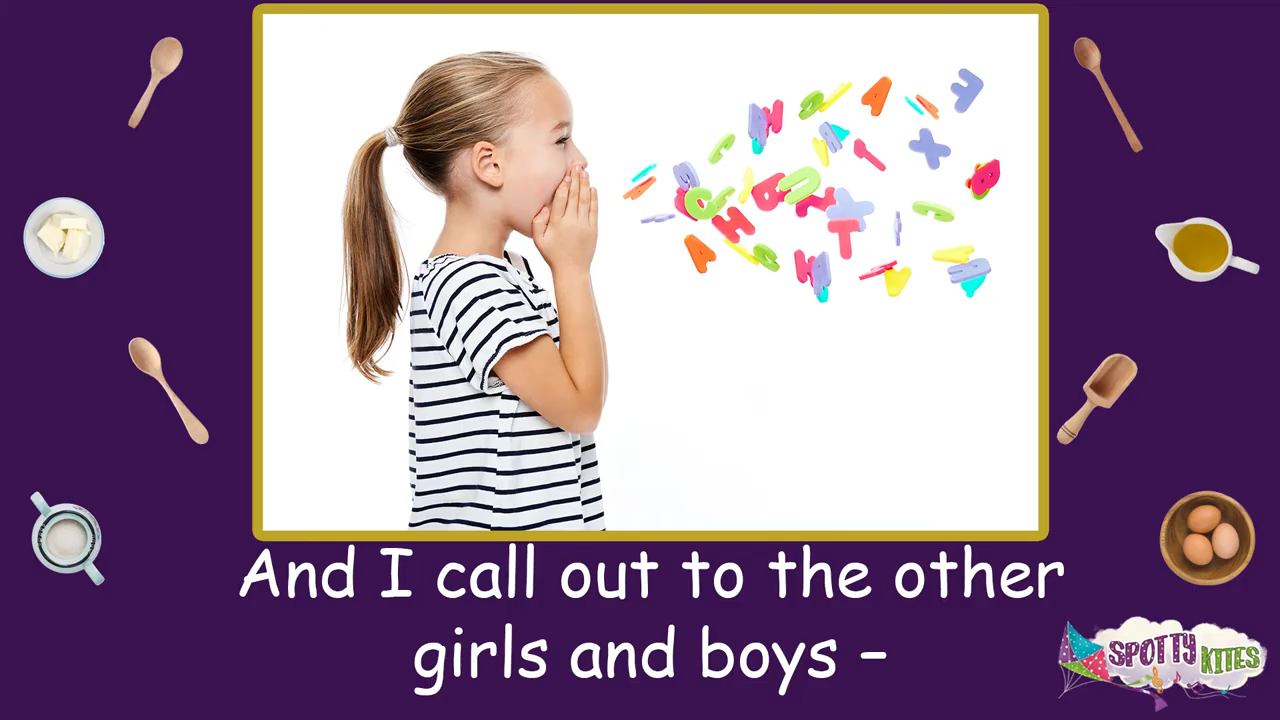 And I call out to the other
girls and boys –
SPOTTY
KITES